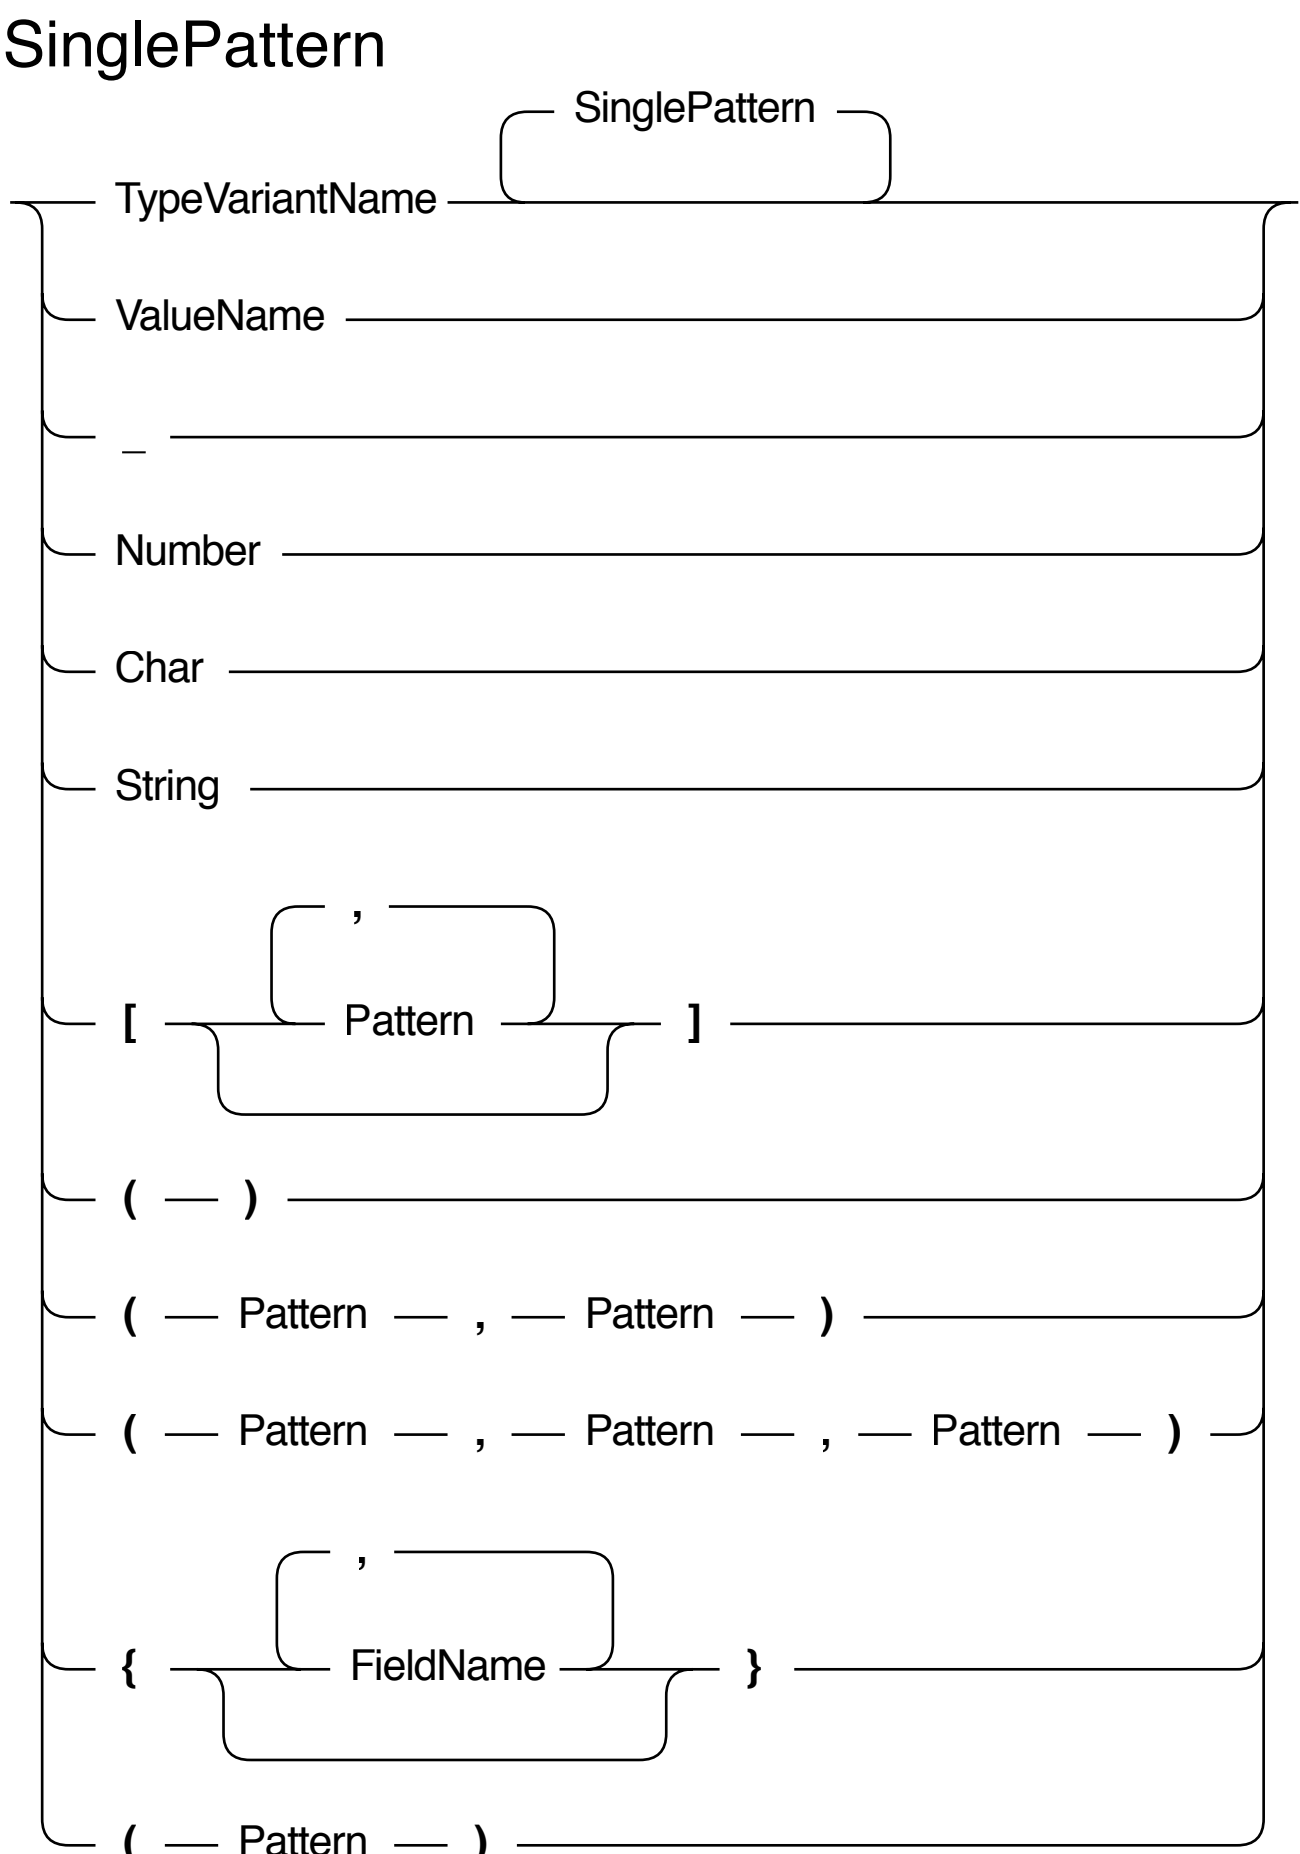 SinglePattern
SinglePattern
TypeVariantName
ValueName
_
Number
Char
String
,
[ Pattern ]
( )
( Pattern , Pattern )
( Pattern , Pattern , Pattern )
,
{ FieldName }
( Pattern )